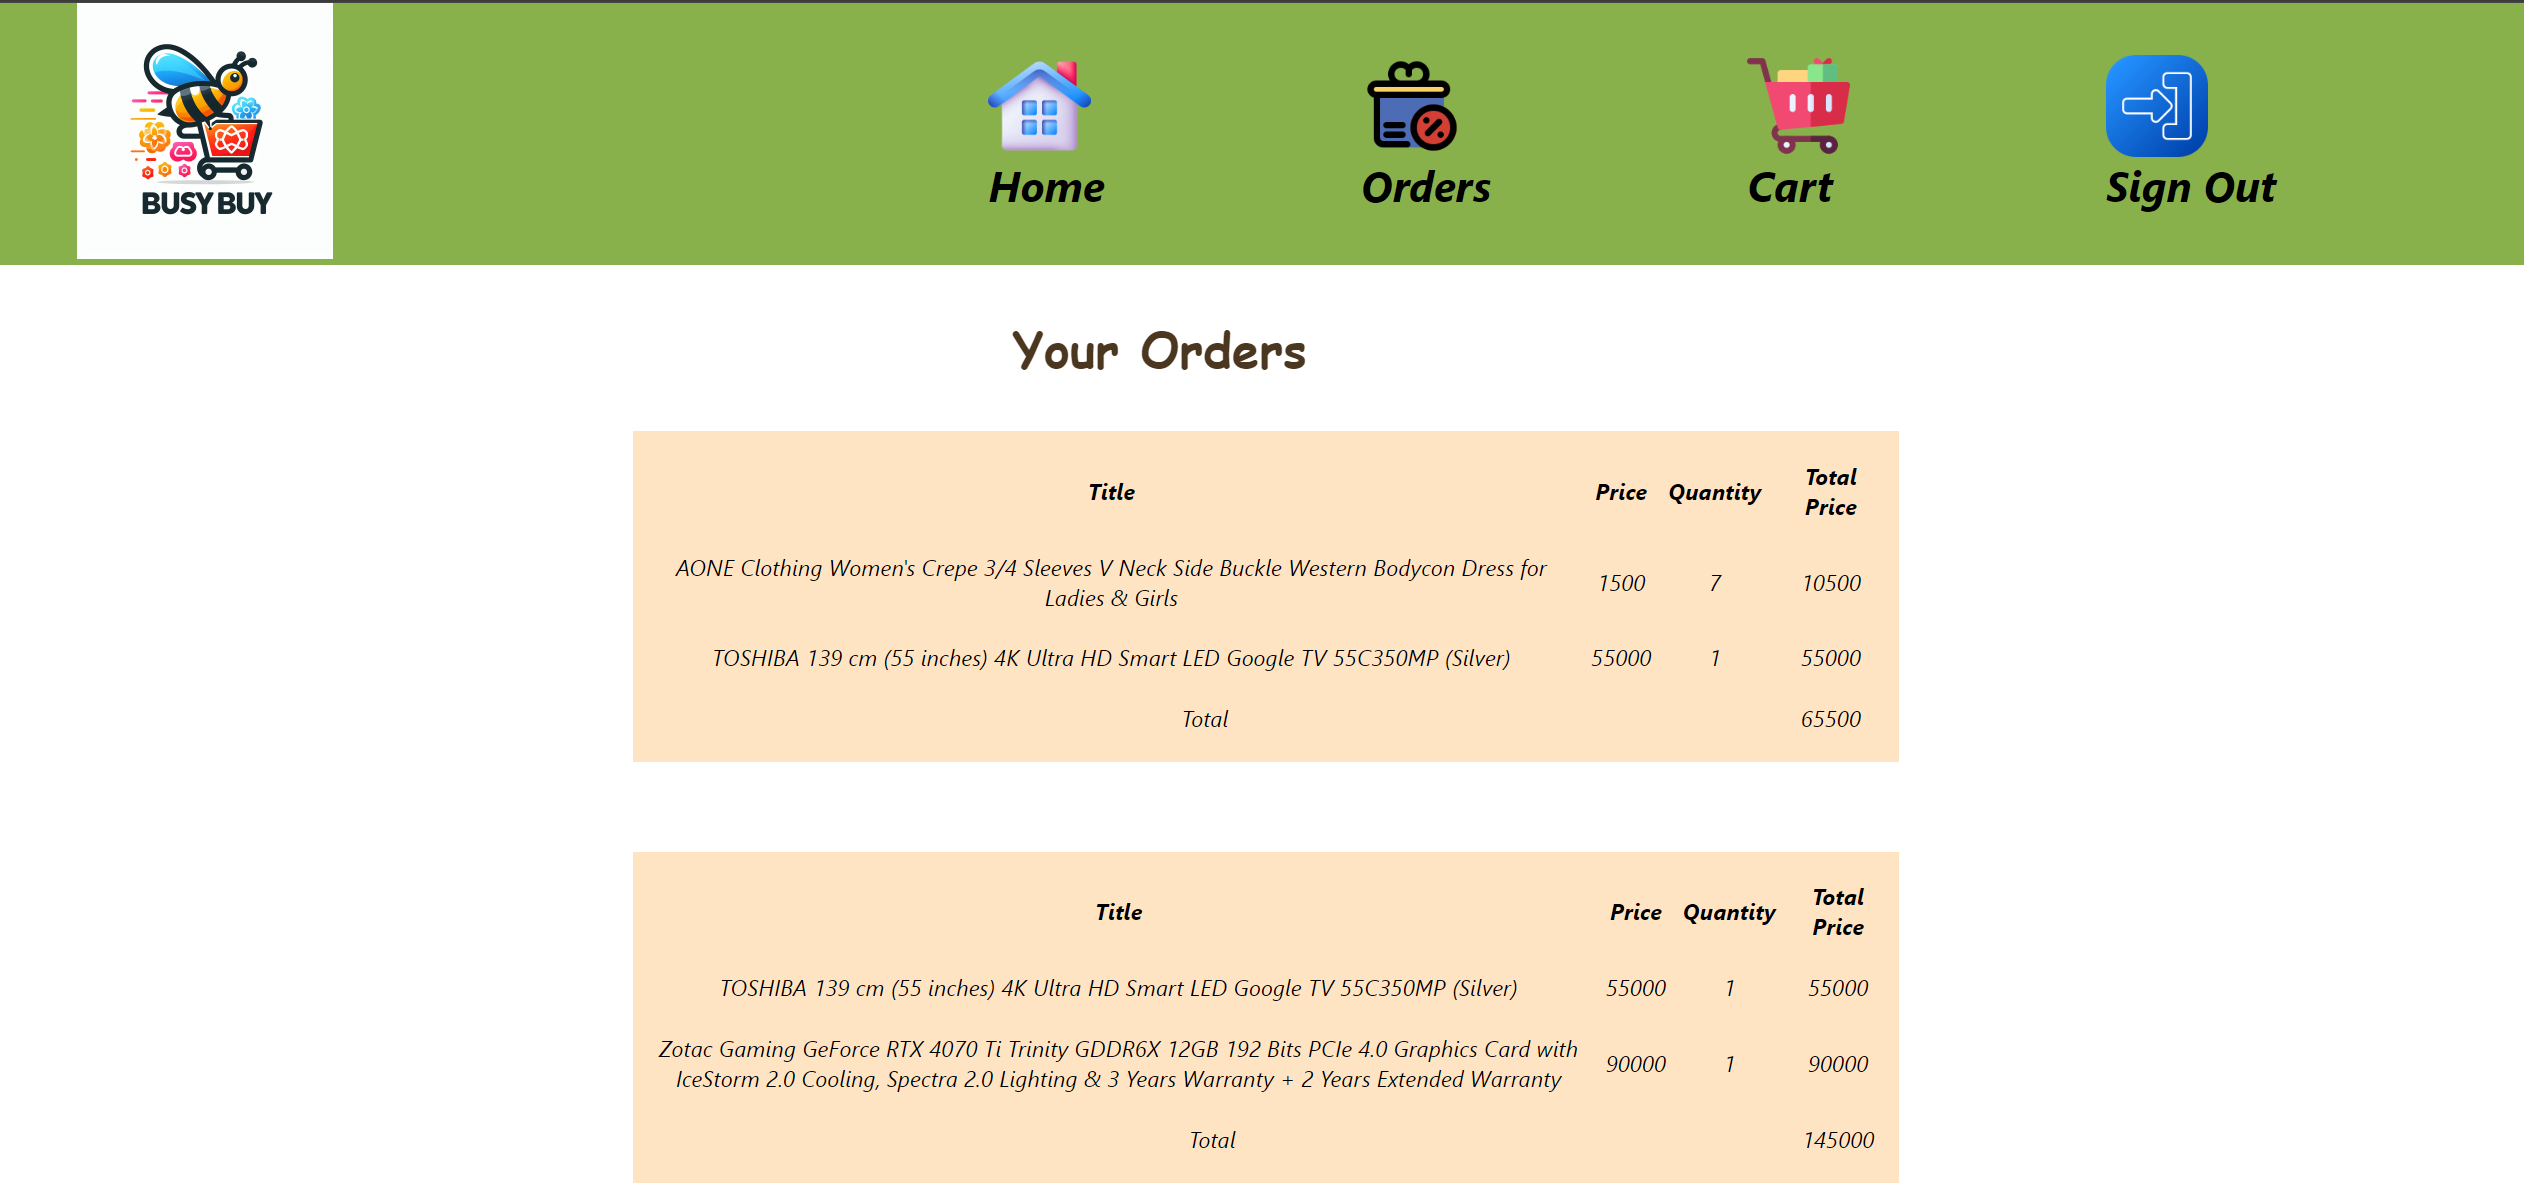 BUSY BUY
Home Orders Cart Sign Out
Your Orders
Title Price Quantity Total Price
AONE Clothing Women's Crepe 3/4 Sleeves V Neck Side Buckle Western Bodycon Dress for
Ladies & Girls 1500 7 10500
TOSHIBA 139 cm (55 inches) 4K Ultra HD Smart LED Google TV 55C350MP (Silver) 55000 1 55000
Total 65500
Title Price Quantity Total Price
TOSHIBA 139 cm (55 inches) 4K Ultra HD Smart LED Google TV 55C350MP (Silver) 55000 1 55000
Zotac Gaming GeForce RTX 4070 Ti Trinity GDDR6X 12GB 192 Bits PCIe 4.0 Graphics Card with
IceStorm 2.0 Cooling, Spectra 2.0 Lighting & 3 Years Warranty + 2 Years Extended Warranty 90000 1 90000
Total 145000